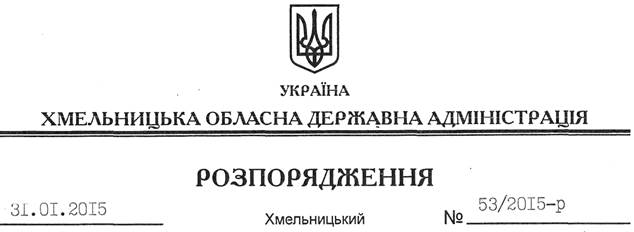 УКРАЇНА
ХМЕЛЬНИЦЬКА ОБЛАСНА ДЕРЖАВНА АДМІНІСТРАЦІЯ
РОЗПОРЯДЖЕННЯ
31.01.2015 Хмельницький № 53/2015-р